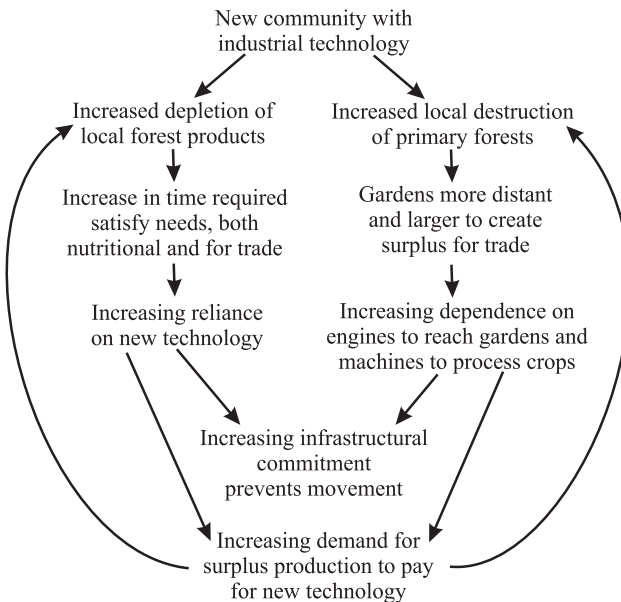 New community with
industrial technology
Increased depletion of
local forest products
Increased local destruction
of primary forests
Increase in time required
satisfy needs, both
nutritional and for trade
Gardens more distant
and larger to create
surplus for trade
Increasing reliance
on new technology
Increasing dependence on
engines to reach gardens and
machines to process crops
Increasing infrastructural
commitment
prevents movement
Increasing demand for
surplus production to pay
for new technology